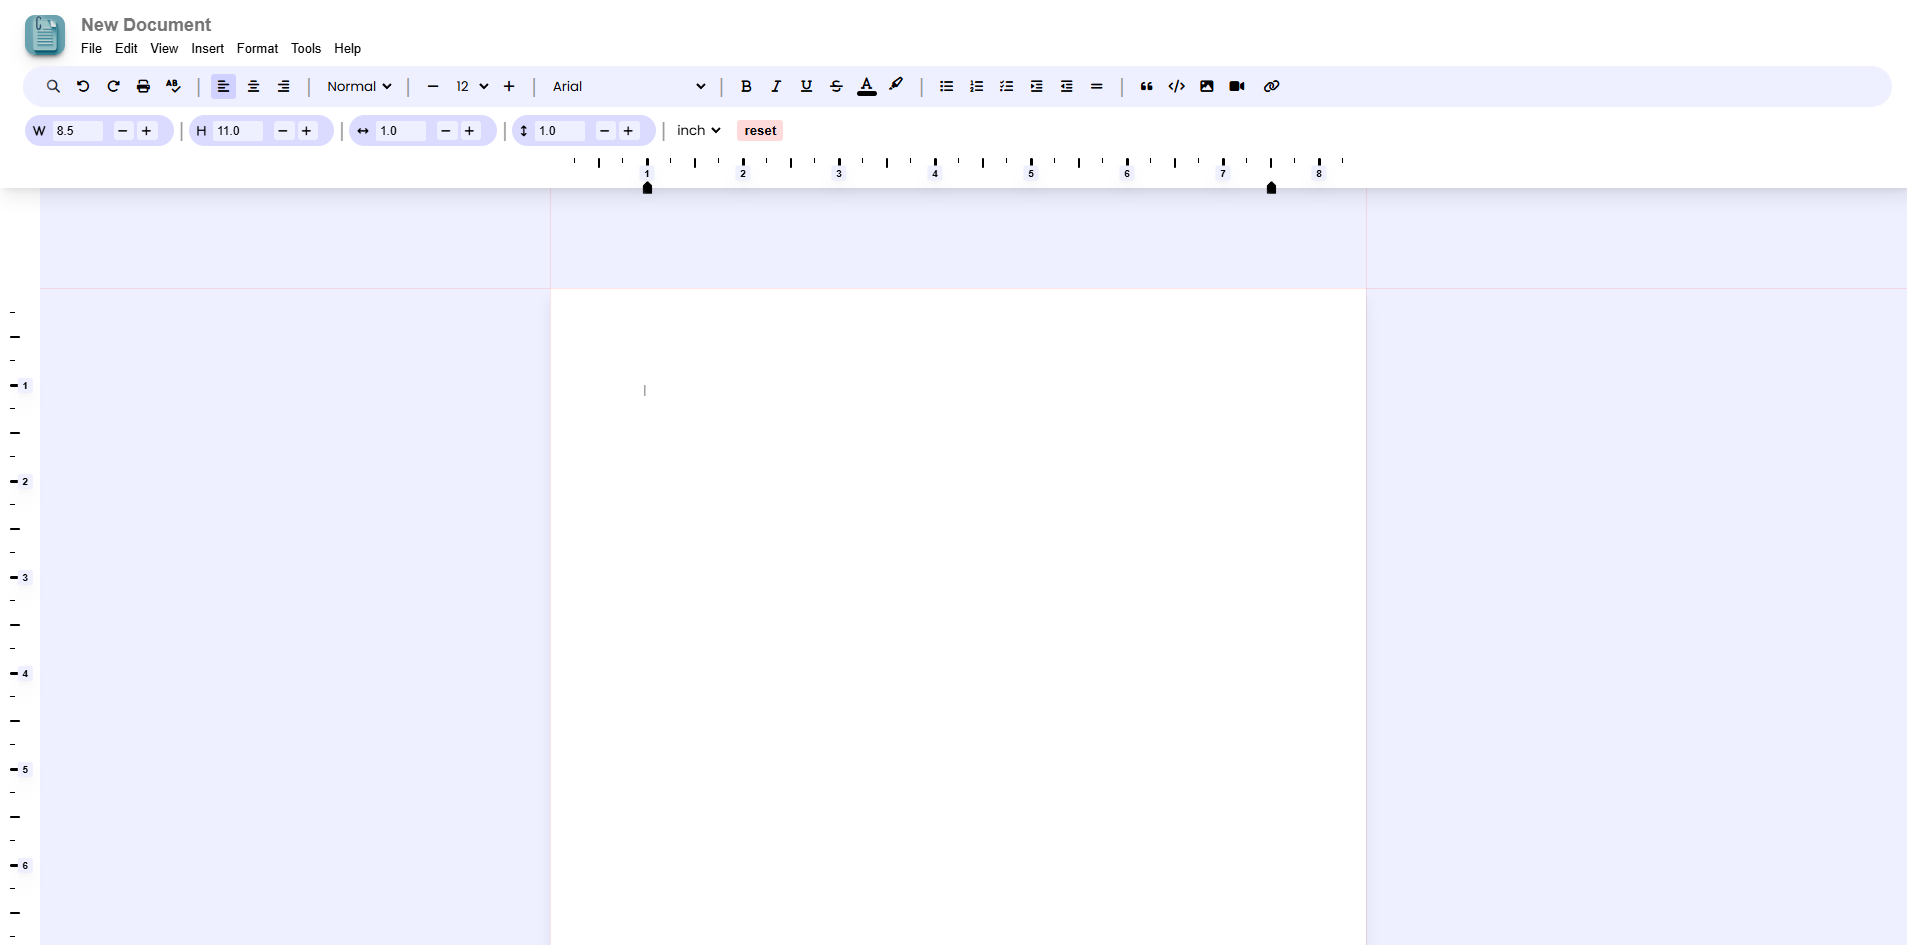 New Document
File Edit View Insert Format Tools Help
Normal 12 Arial B I U S A
W 8.5 H 11.0 1.0 1.0 inch reset
1 2 3 4 5 6 7 8
1
2
3
4
5
6